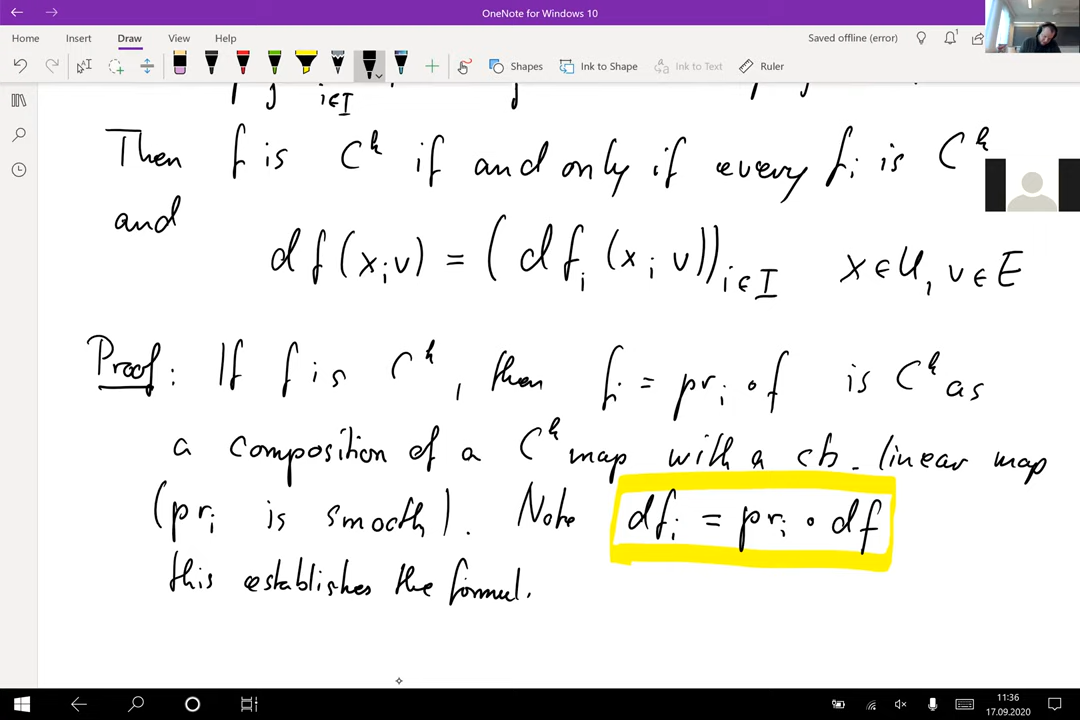 OneNote for Windows 10
Home Insert Draw View Help Saved offline (error)
Shapes Ink to Shape Ink to Text Ruler
i∈I
Then f is C^k if and only if every f_i is C^k
and
df(x;v) = (df_i(x;v))_{i∈I} x∈U, v∈E
Proof: If f is C^k, then f_i = pr_i ∘ f is C^k as
a composition of a C^k map with a cts. linear map
(pr_i is smooth). Note df_i = pr_i ∘ df
this establishes the formul.
11:36
17.09.2020